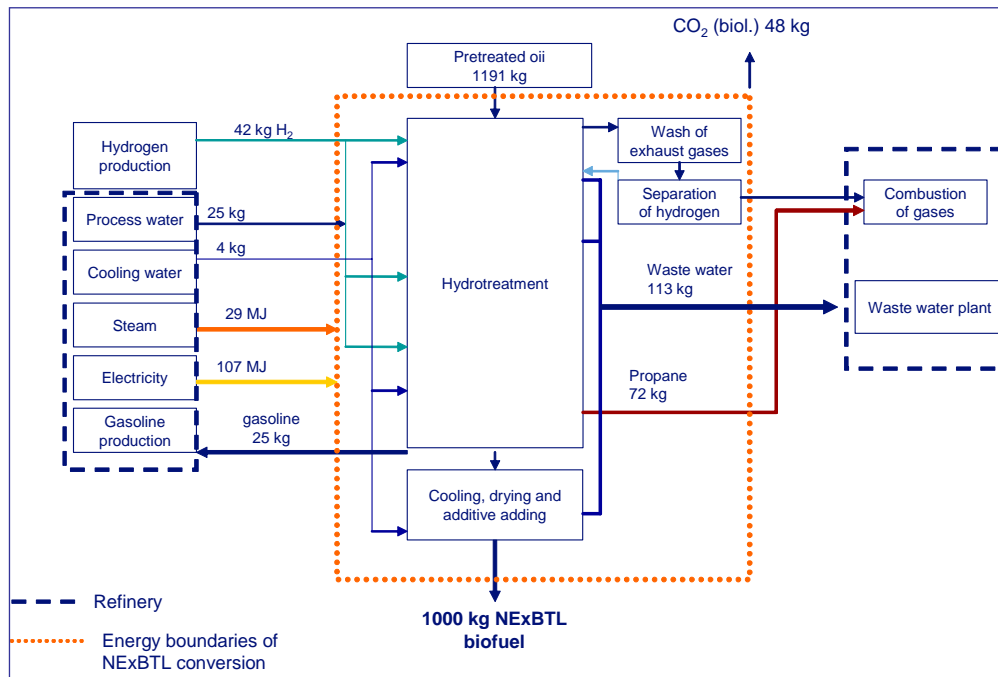 CO₂ (biol.) 48 kg
Pretreated oii
1191 kg
42 kg H₂
Hydrogen
production
Wash of
exhaust gases
Process water
25 kg
Separation
of hydrogen
Combustion
of gases
4 kg
Cooling water
Hydrotreatment
Waste water
113 kg
Waste water plant
Steam
29 MJ
Electricity
107 MJ
Propane
72 kg
Gasoline
production
gasoline
25 kg
Cooling, drying and
additive adding
Refinery
1000 kg NExBTL
biofuel
Energy boundaries of
NExBTL conversion